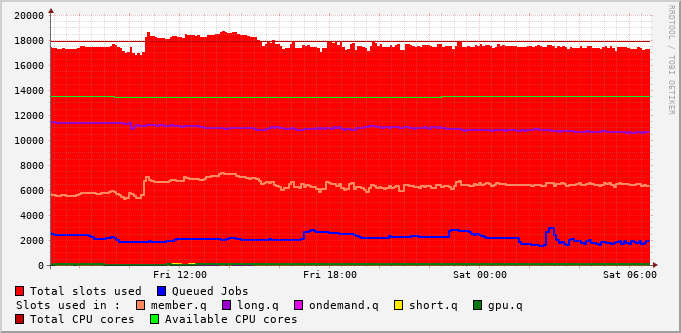 20000
18000
16000
14000
12000
10000
8000
6000
4000
2000
0
Fri 12:00 Fri 18:00 Sat 00:00 Sat 06:00
Total slots used Queued Jobs
Slots used in : member.q long.q ondemand.q short.q gpu.q
Total CPU cores Available CPU cores
RRDTOOL / TOBI OETIKER